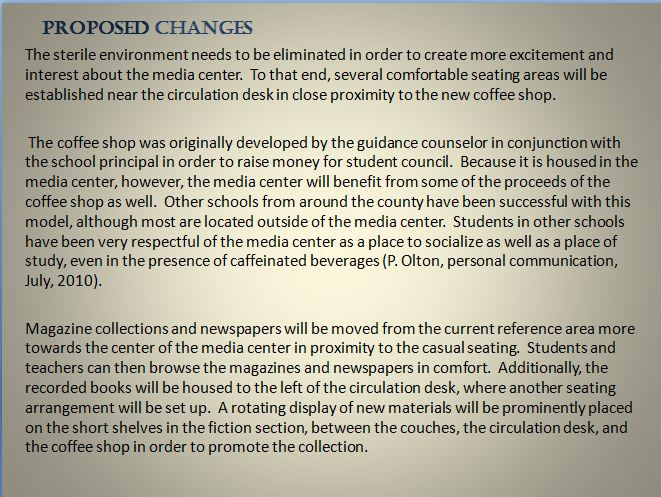 PROPOSED CHANGES
The sterile environment needs to be eliminated in order to create more excitement and
interest about the media center. To that end, several comfortable seating areas will be
established near the circulation desk in close proximity to the new coffee shop.
The coffee shop was originally developed by the guidance counselor in conjunction with
the school principal in order to raise money for student council. Because it is housed in the
media center, however, the media center will benefit from some of the proceeds of the
coffee shop as well. Other schools from around the county have been successful with this
model, although most are located outside of the media center. Students in other schools
have been very respectful of the media center as a place to socialize as well as a place of
study, even in the presence of caffeinated beverages (P. Olton, personal communication,
July, 2010).
Magazine collections and newspapers will be moved from the current reference area more
towards the center of the media center in proximity to the casual seating. Students and
teachers can then browse the magazines and newspapers in comfort. Additionally, the
recorded books will be housed to the left of the circulation desk, where another seating
arrangement will be set up. A rotating display of new materials will be prominently placed
on the short shelves in the fiction section, between the couches, the circulation desk, and
the coffee shop in order to promote the collection.